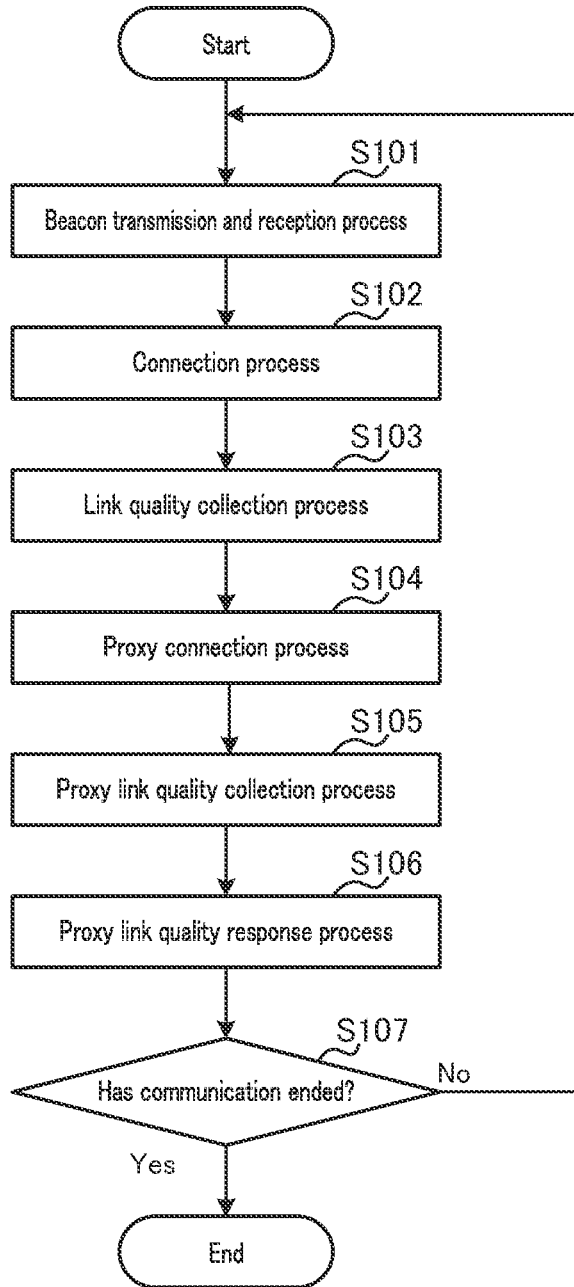 Start
S101
Beacon transmission and reception process
S102
Connection process
S103
Link quality collection process
S104
Proxy connection process
S105
Proxy link quality collection process
S106
Proxy link quality response process
S107
Has communication ended?
No
Yes
End